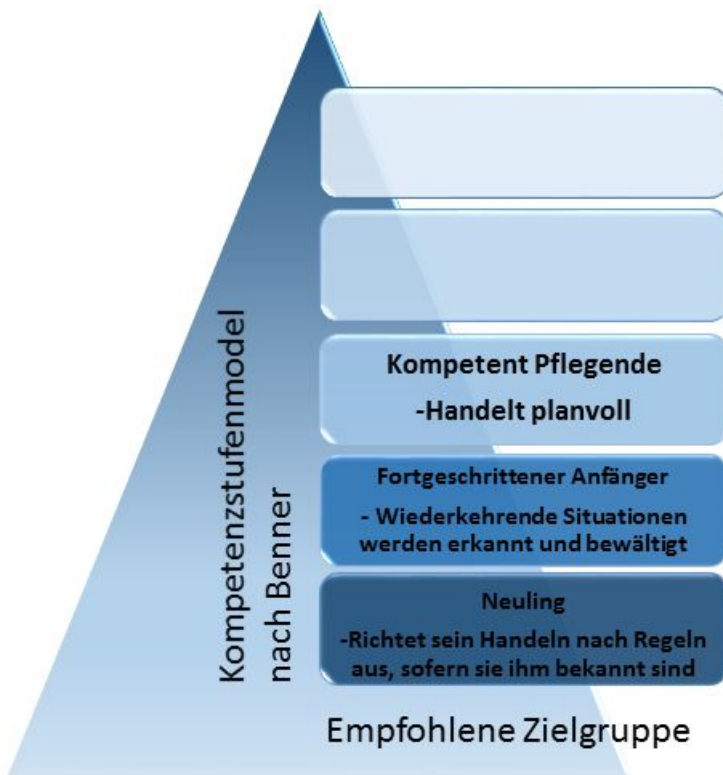 Kompetenzstufenmodel
nach Benner
Kompetent Pflegende
-Handelt planvoll
Fortgeschrittener Anfänger
- Wiederkehrende Situationen
werden erkannt und bewältigt
Neuling
-Richtet sein Handeln nach Regeln
aus, sofern sie ihm bekannt sind
Empfohlene Zielgruppe